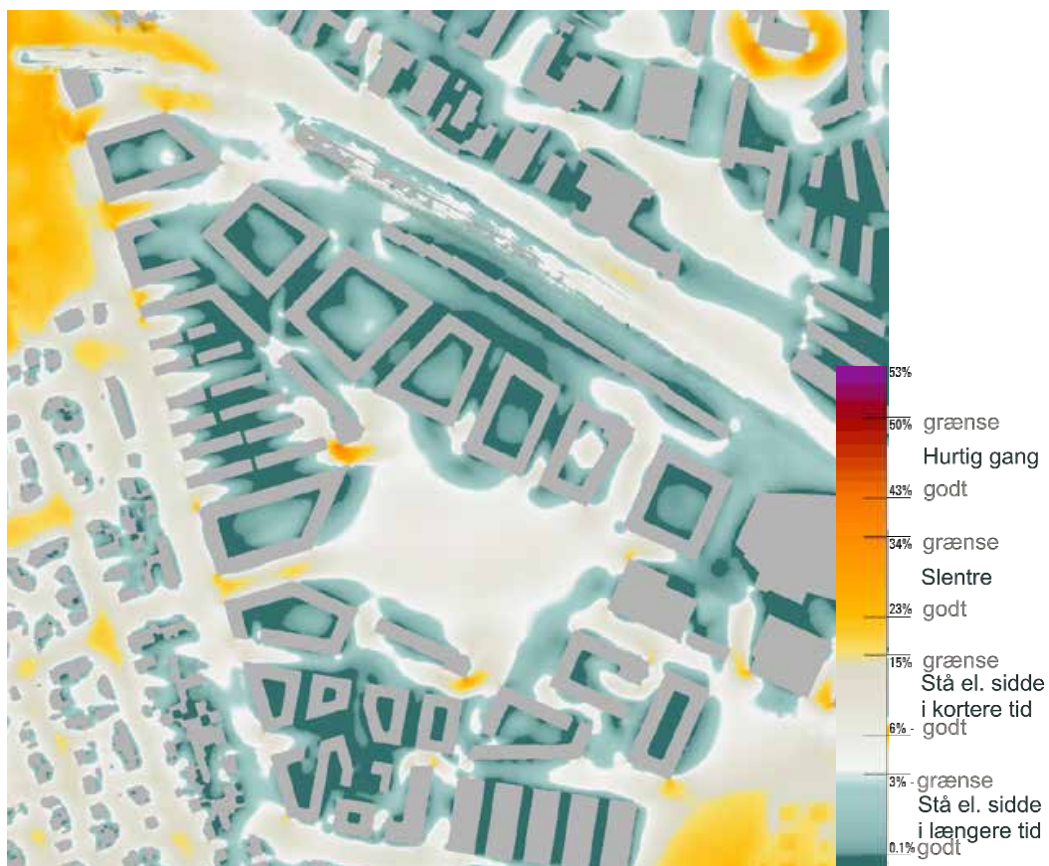 53%
50% grænse
Hurtig gang
43% godt
34% grænse
Slentre
23% godt
15% grænse
Stå el. sidde
i kortere tid
6% - godt
3% - grænse
Stå el. sidde
i længere tid
0.1% godt